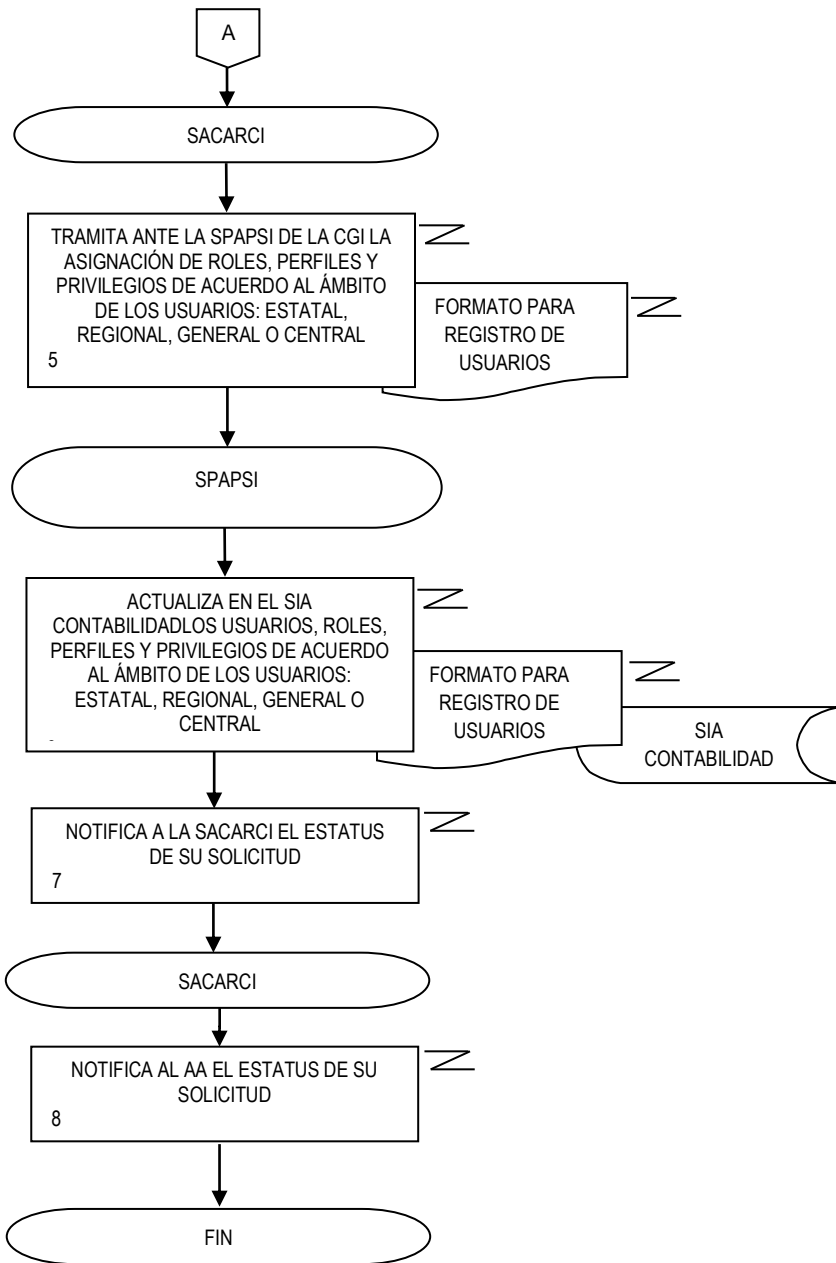 A
SACARCI
TRAMITA ANTE LA SPAPSI DE LA CGI LA
ASIGNACIÓN DE ROLES, PERFILES Y
PRIVILEGIOS DE ACUERDO AL ÁMBITO
DE LOS USUARIOS: ESTATAL,
REGIONAL, GENERAL O CENTRAL
5
FORMATO PARA
REGISTRO DE
USUARIOS
SPAPSI
ACTUALIZA EN EL SIA
CONTABILIDADLOS USUARIOS, ROLES,
PERFILES Y PRIVILEGIOS DE ACUERDO
AL ÁMBITO DE LOS USUARIOS:
ESTATAL, REGIONAL, GENERAL O
CENTRAL
FORMATO PARA
REGISTRO DE
USUARIOS
SIA
CONTABILIDAD
NOTIFICA A LA SACARCI EL ESTATUS
DE SU SOLICITUD
7
SACARCI
NOTIFICA AL AA EL ESTATUS DE SU
SOLICITUD
8
FIN